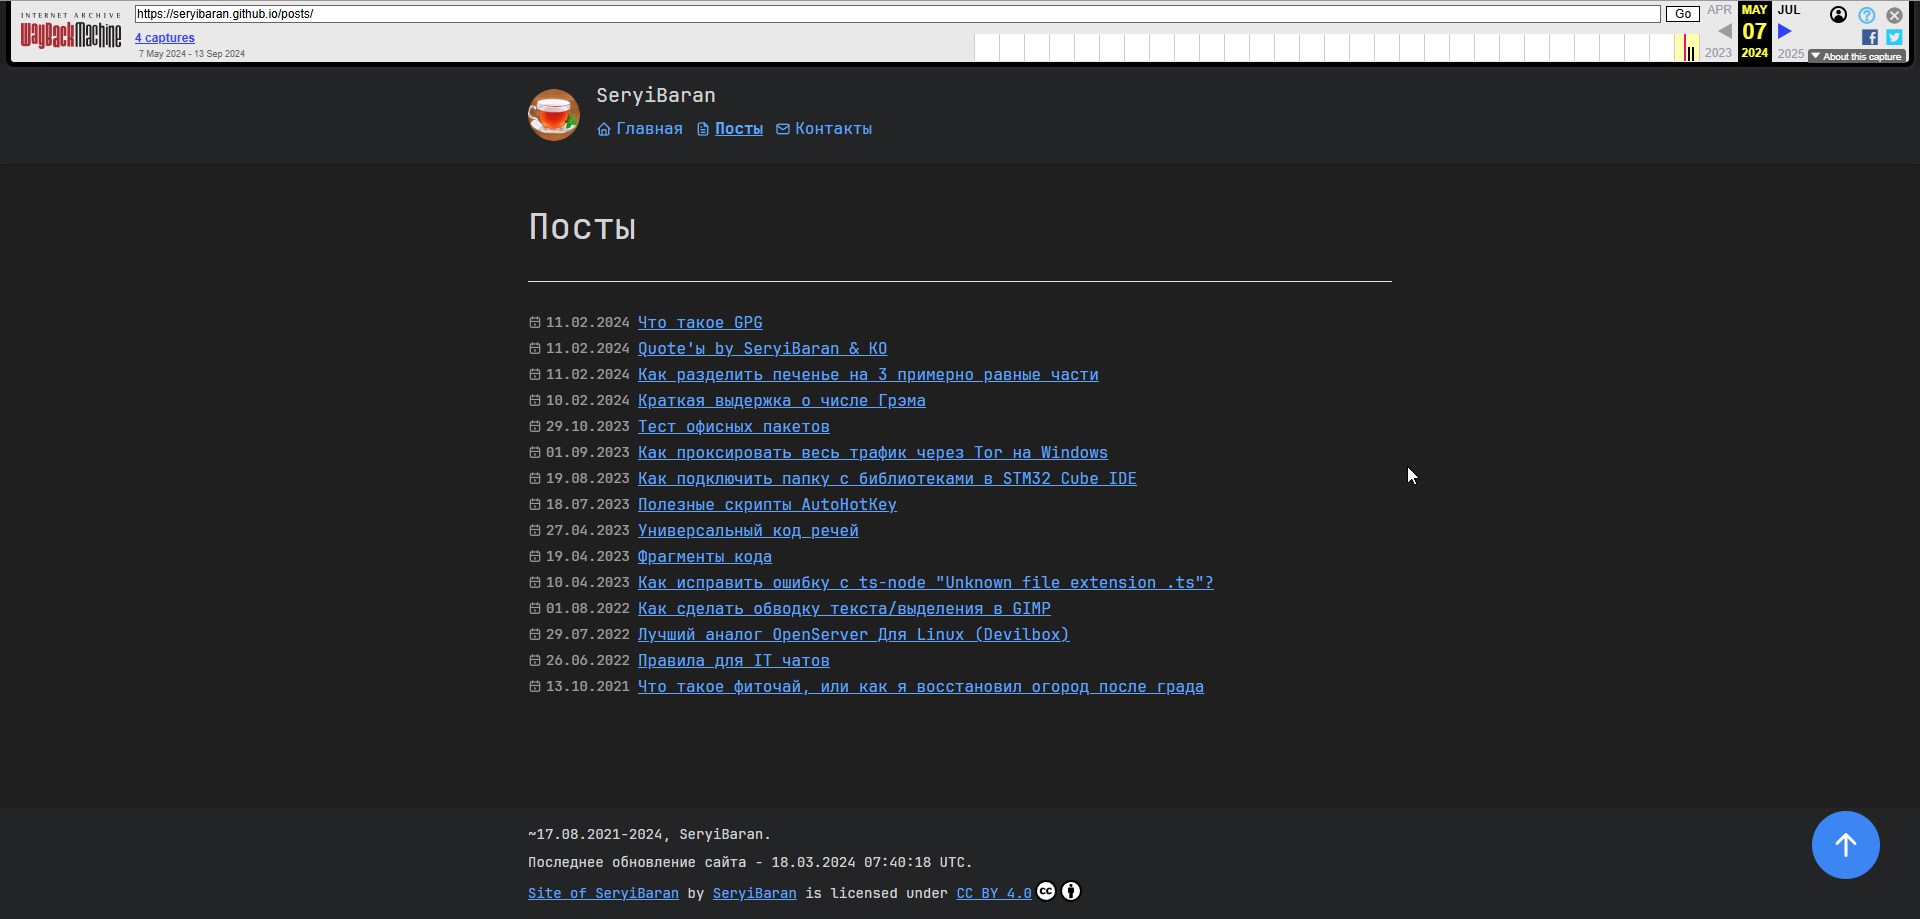 INTERNET ARCHIVE
WayBackMachine
https://seryibaran.github.io/posts/
Go
4 captures
7 May 2024 - 13 Sep 2024
APR MAY JUL
07
2023 2024 2025
About this capture
SeryiBaran
Главная Посты Контакты
Посты
11.02.2024 Что такое GPG
11.02.2024 Quote'ы by SeryiBaran & KO
11.02.2024 Как разделить печенье на 3 примерно равные части
10.02.2024 Краткая выдержка о числе Грэма
29.10.2023 Тест офисных пакетов
01.09.2023 Как проксировать весь трафик через Tor на Windows
19.08.2023 Как подключить папку с библиотеками в STM32 Cube IDE
18.07.2023 Полезные скрипты AutoHotKey
27.04.2023 Универсальный код речей
19.04.2023 Фрагменты кода
10.04.2023 Как исправить ошибку с ts-node "Unknown file extension .ts"?
01.08.2022 Как сделать обводку текста/выделения в GIMP
29.07.2022 Лучший аналог OpenServer Для Linux (Devilbox)
26.06.2022 Правила для IT чатов
13.10.2021 Что такое фиточай, или как я восстановил огород после града
~17.08.2021-2024, SeryiBaran.
Последнее обновление сайта - 18.03.2024 07:40:18 UTC.
Site of SeryiBaran by SeryiBaran is licensed under CC BY 4.0